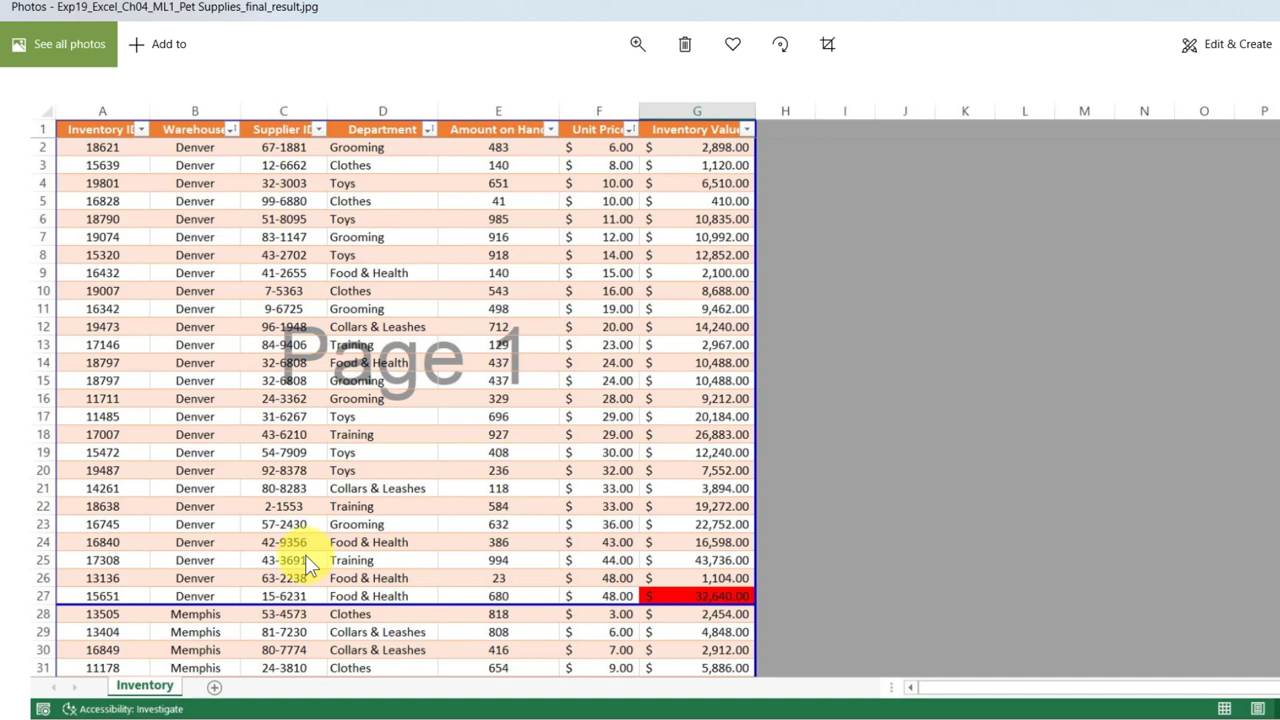 Photos - Exp19_Excel_Ch04_ML1_Pet Supplies_final_result.jpg
See all photos + Add to Edit & Create
A B C D E F G H I J K L M N O P
1 Inventory ID Warehouse Supplier ID Department Amount on Hand Unit Price Inventory Value
2 18621 Denver 67-1881 Grooming 483 $ 6.00 $ 2,898.00
3 15639 Denver 12-6662 Clothes 140 $ 8.00 $ 1,120.00
4 19801 Denver 32-3003 Toys 651 $ 10.00 $ 6,510.00
5 16828 Denver 99-6880 Clothes 41 $ 10.00 $ 410.00
6 18790 Denver 51-8095 Toys 985 $ 11.00 $ 10,835.00
7 19074 Denver 83-1147 Grooming 916 $ 12.00 $ 10,992.00
8 15320 Denver 43-2702 Toys 918 $ 14.00 $ 12,852.00
9 16432 Denver 41-2655 Food & Health 140 $ 15.00 $ 2,100.00
10 19007 Denver 7-5363 Clothes 543 $ 16.00 $ 8,688.00
11 16342 Denver 9-6725 Grooming 498 $ 19.00 $ 9,462.00
12 19473 Denver 96-1948 Collars & Leashes 712 $ 20.00 $ 14,240.00
13 17146 Denver 84-9406 Training 129 $ 23.00 $ 2,967.00
Page 1
14 18797 Denver 32-6808 Food & Health 437 $ 24.00 $ 10,488.00
15 18797 Denver 32-6808 Grooming 437 $ 24.00 $ 10,488.00
16 11711 Denver 24-3362 Grooming 329 $ 28.00 $ 9,212.00
17 11485 Denver 31-6267 Toys 696 $ 29.00 $ 20,184.00
18 17007 Denver 43-6210 Training 927 $ 29.00 $ 26,883.00
19 15472 Denver 54-7909 Toys 408 $ 30.00 $ 12,240.00
20 19487 Denver 92-8378 Toys 236 $ 32.00 $ 7,552.00
21 14261 Denver 80-8283 Collars & Leashes 118 $ 33.00 $ 3,894.00
22 18638 Denver 2-1553 Training 584 $ 33.00 $ 19,272.00
23 16745 Denver 57-2430 Grooming 632 $ 36.00 $ 22,752.00
24 16840 Denver 42-9356 Food & Health 386 $ 43.00 $ 16,598.00
25 17308 Denver 43-3691 Training 994 $ 44.00 $ 43,736.00
26 13136 Denver 63-2238 Food & Health 23 $ 48.00 $ 1,104.00
27 15651 Denver 15-6231 Food & Health 680 $ 48.00 $ 32,640.00
28 13505 Memphis 53-4573 Clothes 818 $ 3.00 $ 2,454.00
29 13404 Memphis 81-7230 Collars & Leashes 808 $ 6.00 $ 4,848.00
30 16849 Memphis 80-7774 Collars & Leashes 416 $ 7.00 $ 2,912.00
31 11178 Memphis 24-3810 Clothes 654 $ 9.00 $ 5,886.00
Inventory
Accessibility: Investigate